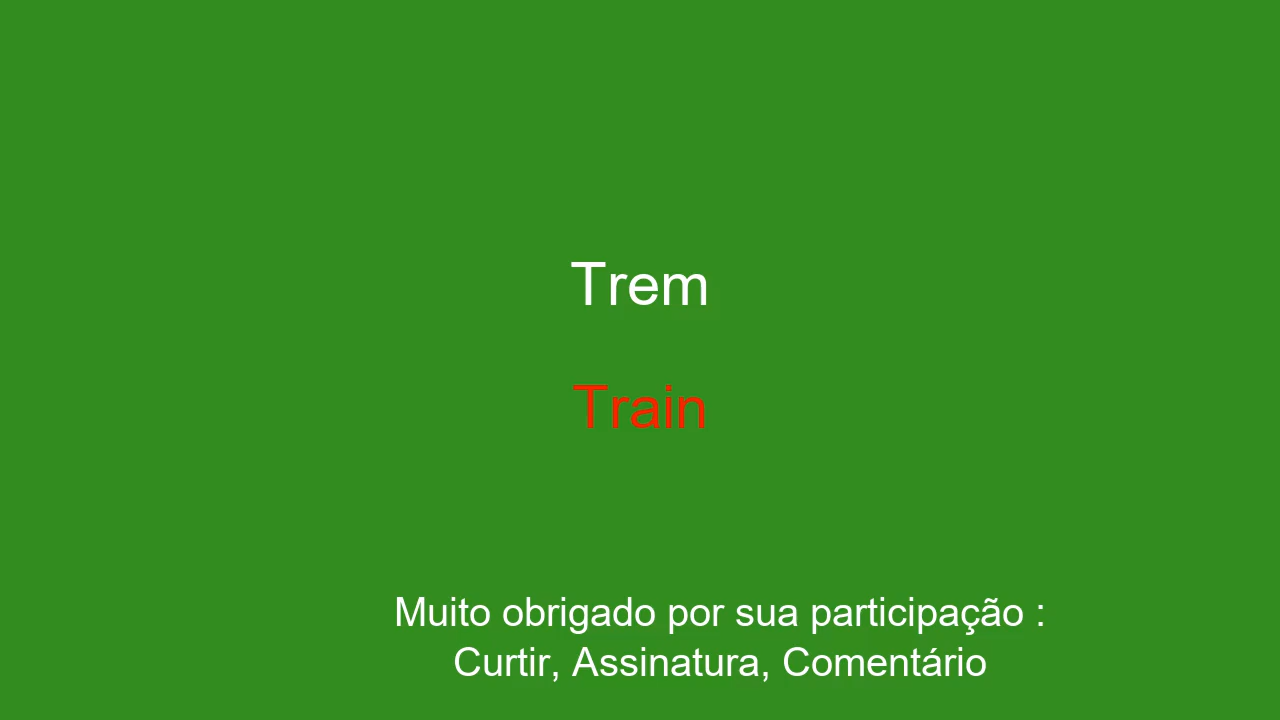 Trem
Train
Muito obrigado por sua participação :
Curtir, Assinatura, Comentário